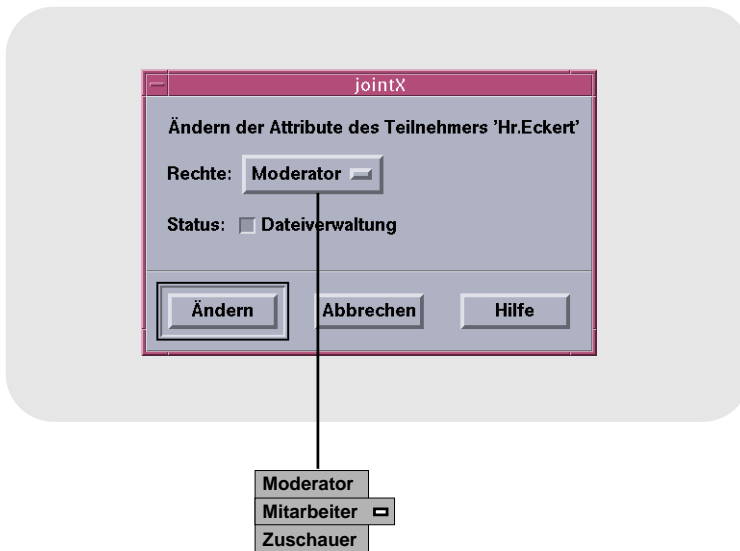 jointX
Ändern der Attribute des Teilnehmers 'Hr.Eckert'
Rechte: Moderator
Status: Dateiverwaltung
Ändern Abbrechen Hilfe
Moderator
Mitarbeiter
Zuschauer